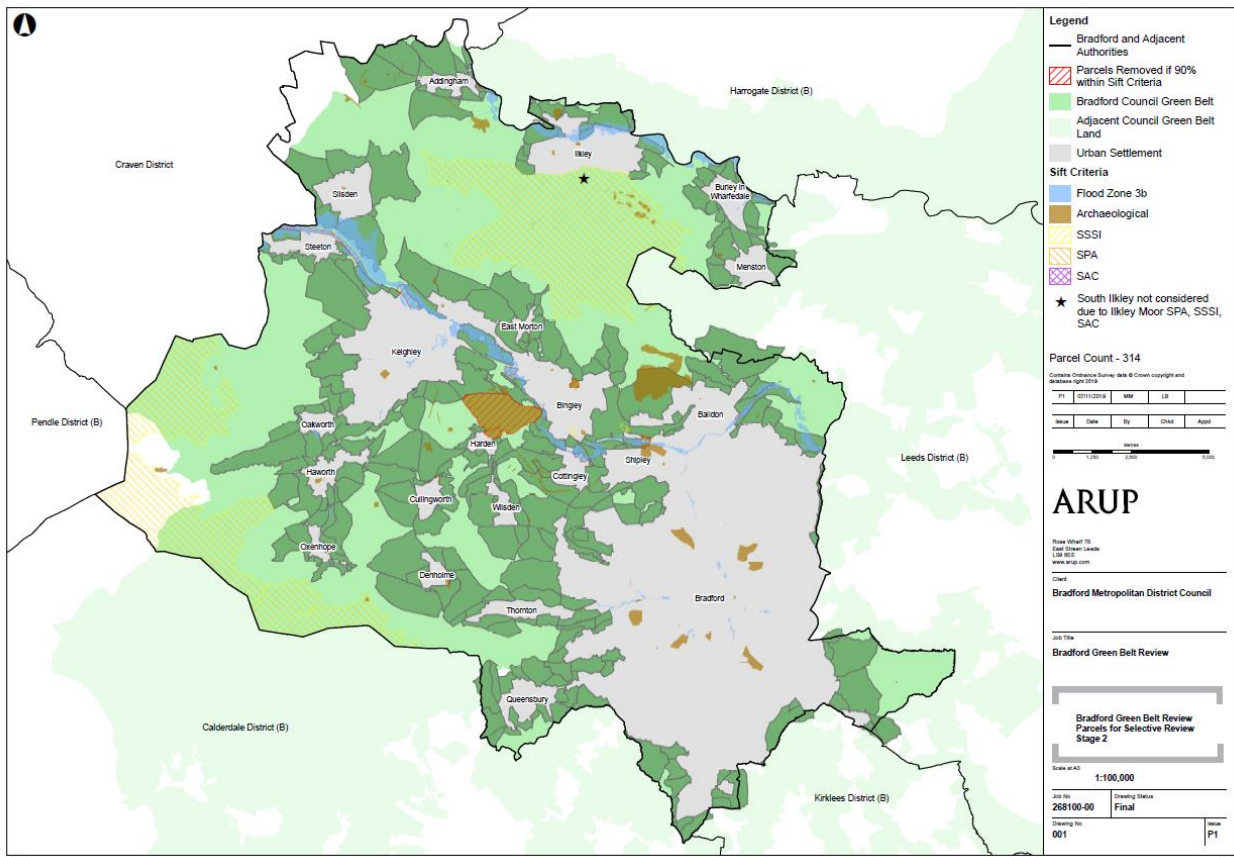 Addingham
Harrogate District (B)
Craven District
Ilkley
Silsden
Burley in
Wharfedale
Steeton
Menston
East Morton
Keighley
Bingley
Baildon
Pendle District (B)
Oakworth
Harden
Leeds District (B)
Haworth
Cottingley
Shipley
Cullingworth
Wilsden
Oxenhope
Denholme
Thornton
Bradford
Queensbury
Calderdale District (B)
Kirklees District (B)
Legend
Bradford and Adjacent
Authorities
Parcels Removed if 90%
within Sift Criteria
Bradford Council Green Belt
Adjacent Council Green Belt
Land
Urban Settlement
Sift Criteria
Flood Zone 3b
Archaeological
SSSI
SPA
SAC
South Ilkley not considered
due to Ilkley Moor SPA, SSSI,
SAC
Parcel Count - 314
Contains Ordnance Survey data © Crown copyright and
database right 2019
P1 07/11/2019 MM LB
Issue Date By Chkd Appd
Metres
0 1,250 2,500 5,000
ARUP
Rose Wharf 78
East Street Leeds
LS9 8EE
www.arup.com
Client
Bradford Metropolitan District Council
Job Title
Bradford Green Belt Review
Bradford Green Belt Review
Parcels for Selective Review
Stage 2
Scale at A3
1:100,000
Job No
268100-00
Drawing Status
Final
Drawing No
001
Issue
P1